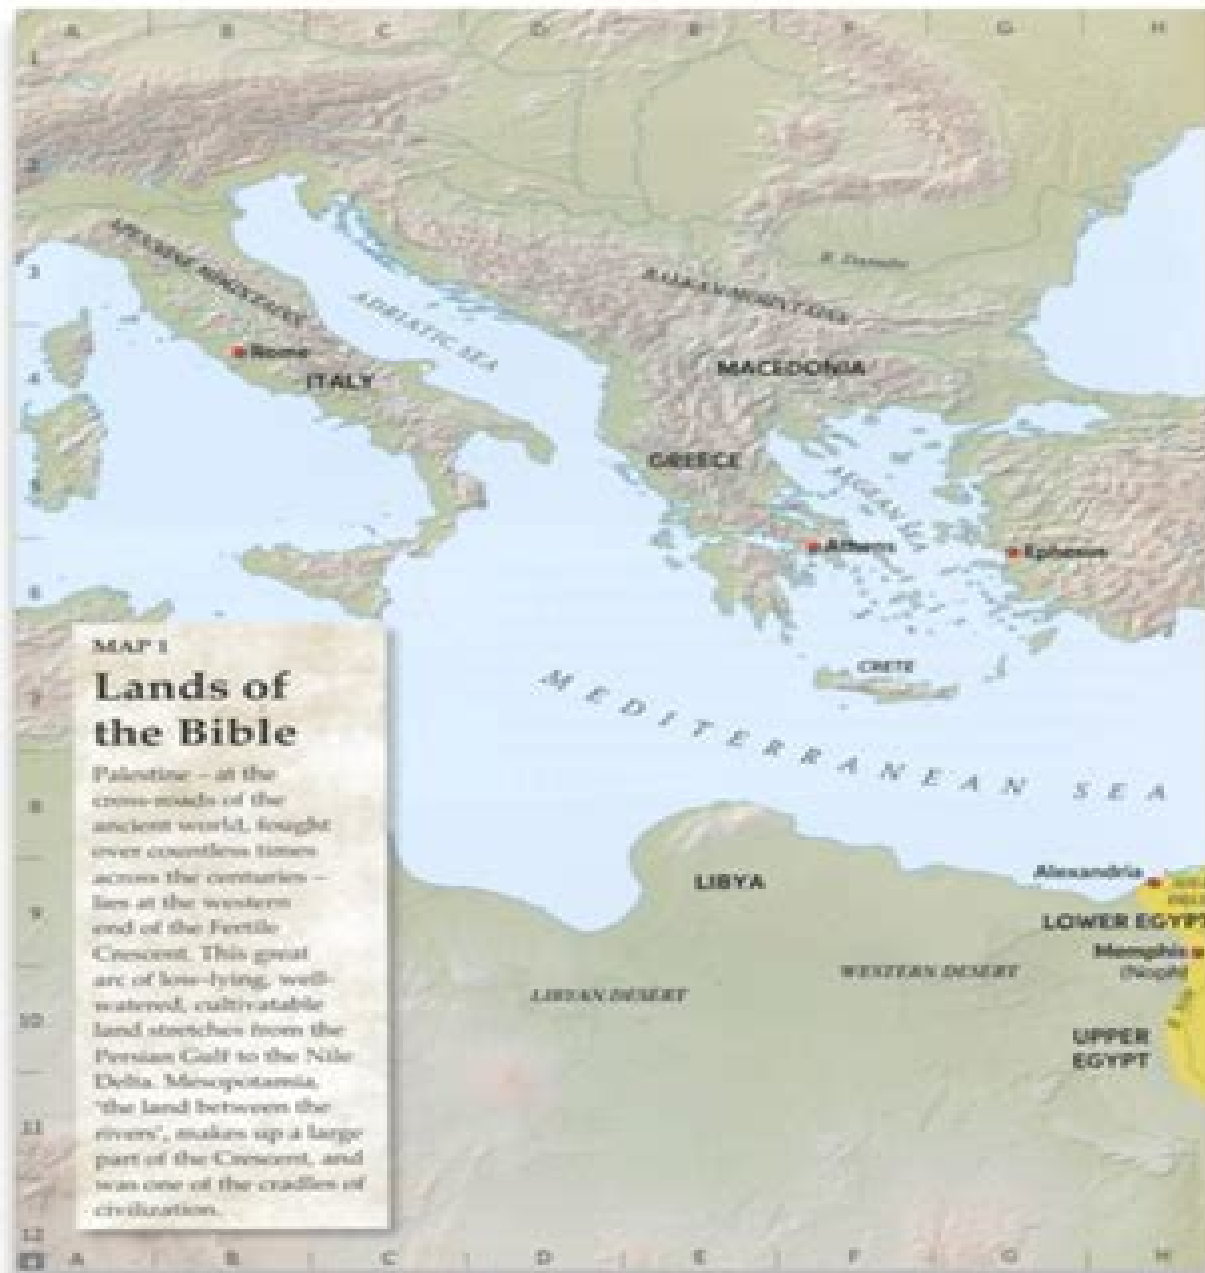 A B C D E F G H
1
2
APENNINE MOUNTAINS
3
R. Danube
BALKAN MOUNTAINS
ADRIATIC SEA
Rome
MACEDONIA
4
ITALY
GREECE
AEGEAN SEA
5
Athens
Ephesus
6
MAP 1
Lands of
the Bible
CRETE
7
MEDITERRANEAN SEA
Palestine – at the
cross-roads of the
ancient world, fought
over countless times
across the centuries –
lies at the western
end of the Fertile
Crescent. This great
arc of low-lying, well-
watered, cultivatable
land stretches from the
Persian Gulf to the Nile
Delta. Mesopotamia,
'the land between the
rivers', makes up a large
part of the Crescent, and
was one of the cradles of
civilization.
8
LIBYA
Alexandria
9
LOWER EGYPT
Memphis
(Noph)
WESTERN DESERT
LIBYAN DESERT
10
UPPER
EGYPT
11
12
A B C D E F G H